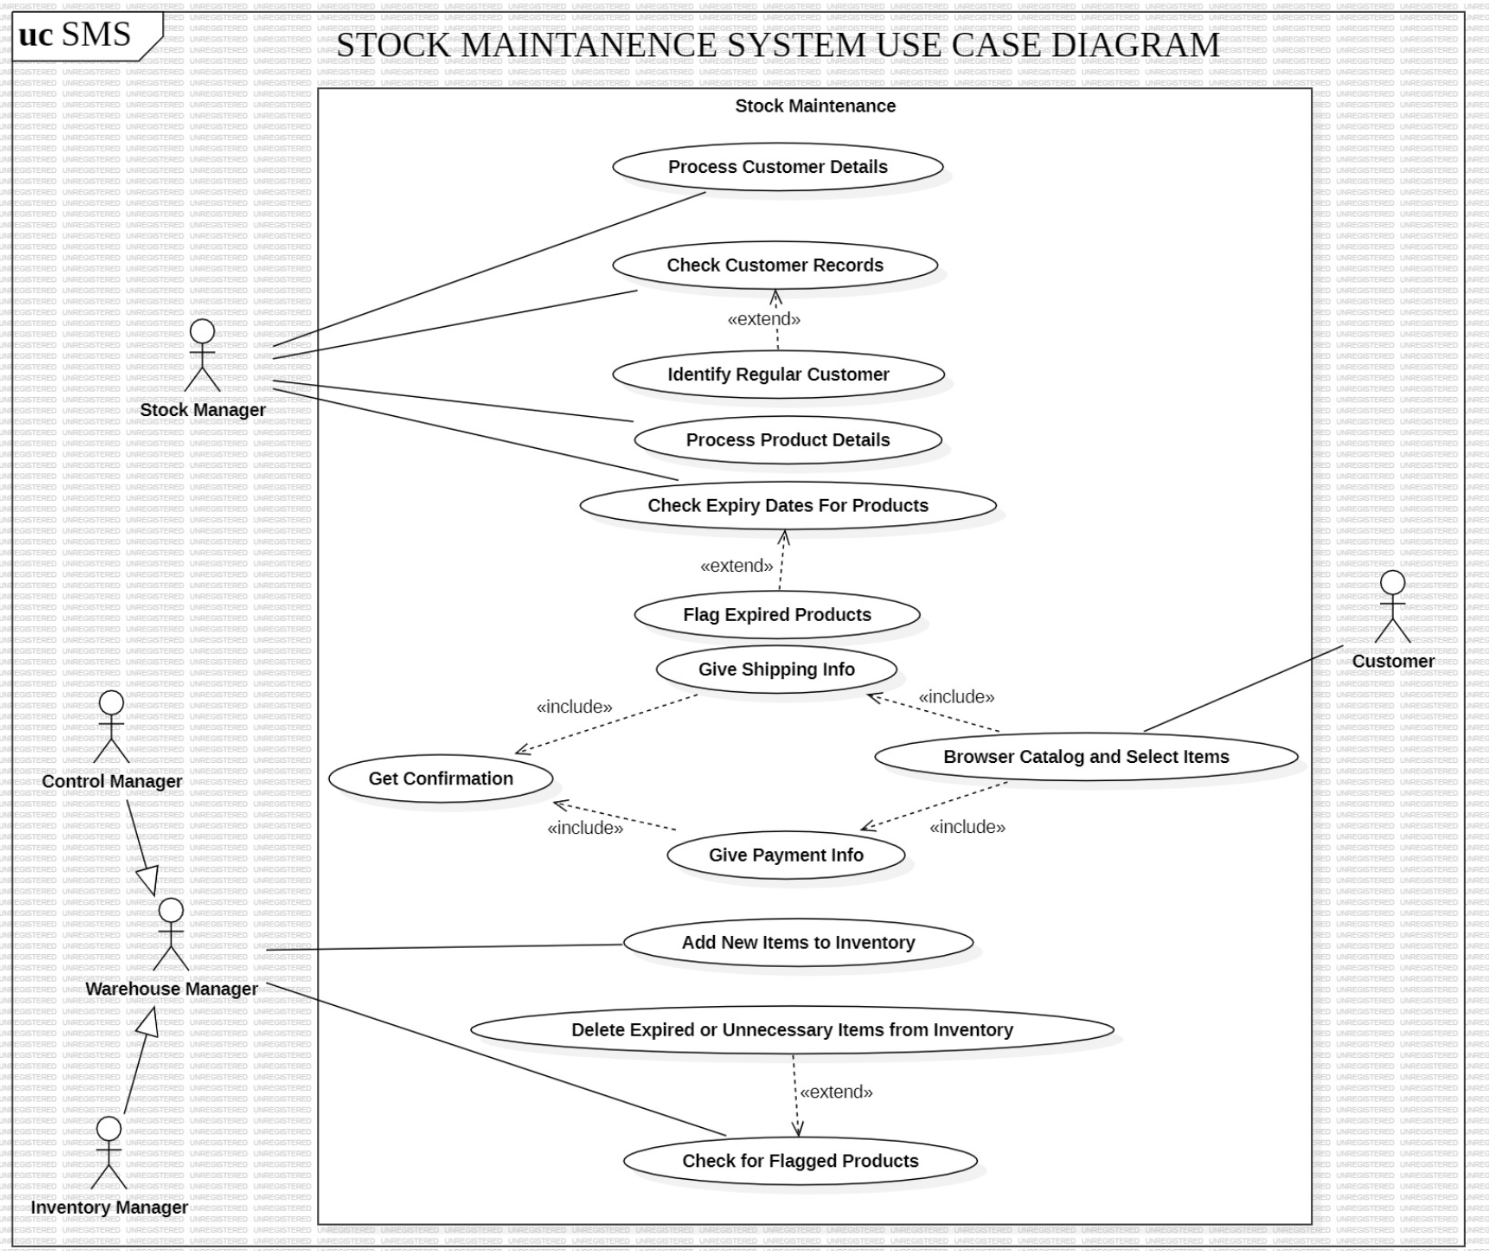 uc SMS
STOCK MAINTANENCE SYSTEM USE CASE DIAGRAM
Stock Maintenance
Process Customer Details
Check Customer Records
«extend»
Identify Regular Customer
Stock Manager
Process Product Details
Check Expiry Dates For Products
«extend»
Flag Expired Products
Give Shipping Info
Customer
«include»
«include»
Browser Catalog and Select Items
Get Confirmation
Control Manager
«include»
«include»
Give Payment Info
Add New Items to Inventory
Warehouse Manager
Delete Expired or Unnecessary Items from Inventory
«extend»
Check for Flagged Products
Inventory Manager
UNREGISTERED